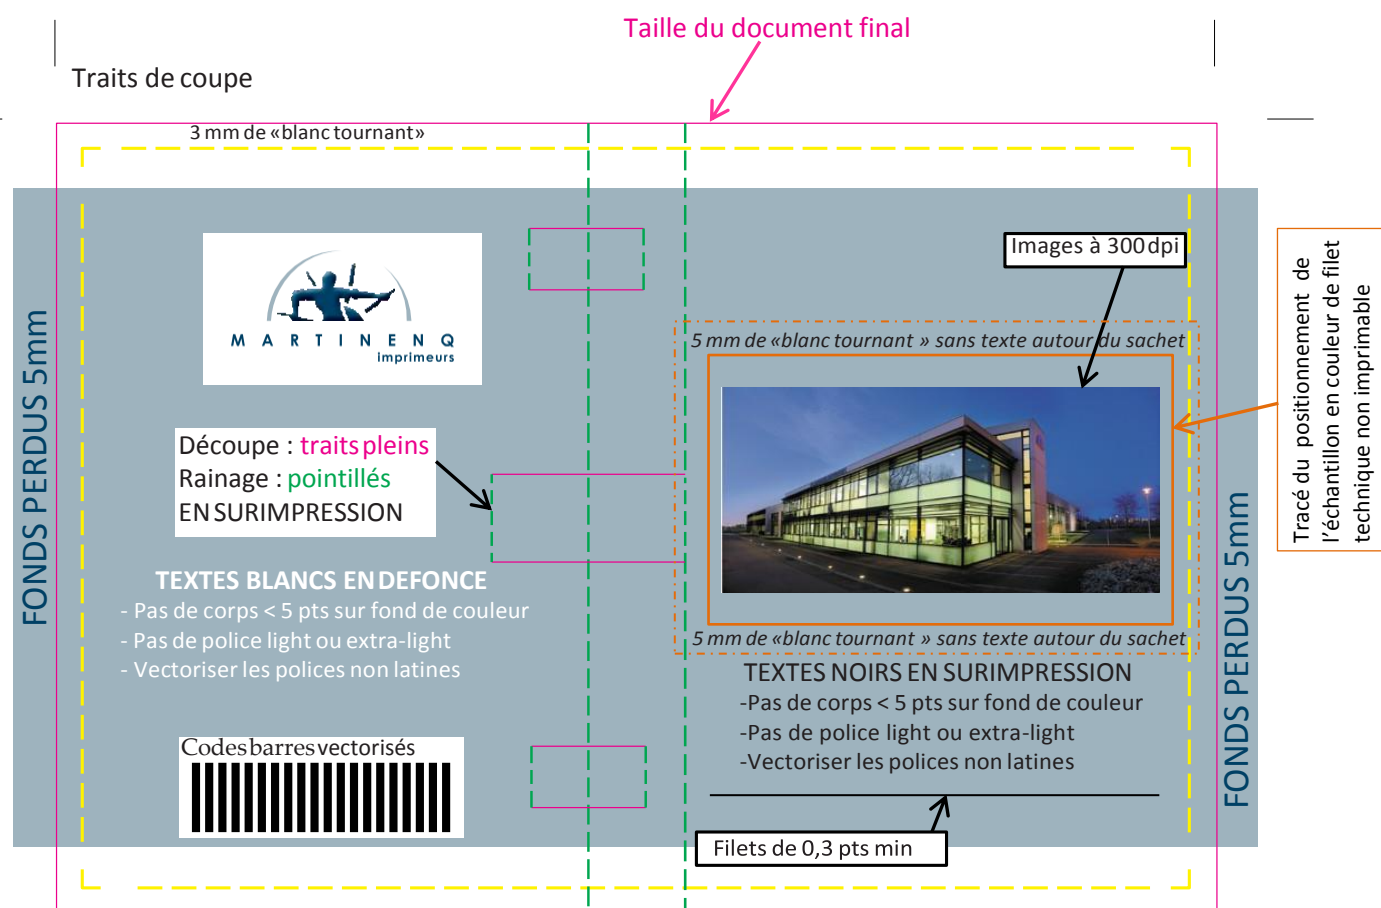 Taille du document final
Traits de coupe
3 mm de «blanc tournant»
Images à 300 dpi
MARTINENQ
imprimeurs
5 mm de «blanc tournant » sans texte autour du sachet
Tracé du positionnement de
l'échantillon en couleur de filet
technique non imprimable
FONDS PERDUS 5mm
Découpe : traits pleins
Rainage : pointillés
EN SURIMPRESSION
TEXTES BLANCS EN DEFONCE
- Pas de corps < 5 pts sur fond de couleur
- Pas de police light ou extra-light
- Vectoriser les polices non latines
5 mm de «blanc tournant » sans texte autour du sachet
TEXTES NOIRS EN SURIMPRESSION
-Pas de corps < 5 pts sur fond de couleur
-Pas de police light ou extra-light
-Vectoriser les polices non latines
FONDS PERDUS 5mm
Codes barres vectorisés
Filets de 0,3 pts min